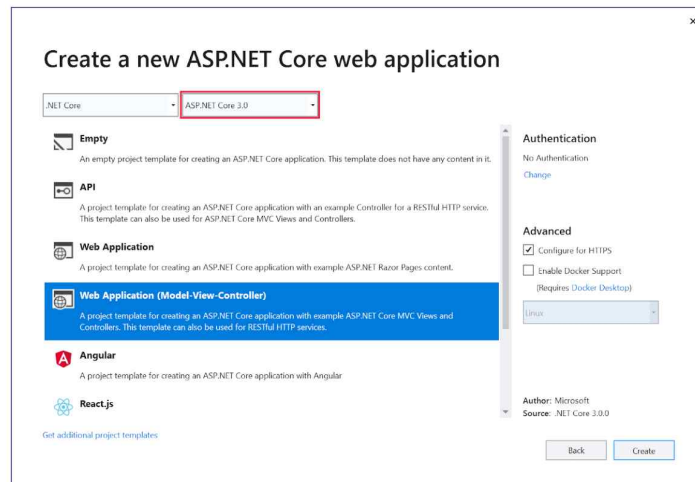 Create a new ASP.NET Core web application
.NET Core
ASP.NET Core 3.0
Empty
An empty project template for creating an ASP.NET Core application. This template does not have any content in it.
API
A project template for creating an ASP.NET Core application with an example Controller for a RESTful HTTP service.
This template can also be used for ASP.NET Core MVC Views and Controllers.
Web Application
A project template for creating an ASP.NET Core application with example ASP.NET Razor Pages content.
Web Application (Model-View-Controller)
A project template for creating an ASP.NET Core application with example ASP.NET Core MVC Views and
Controllers. This template can also be used for RESTful HTTP services.
Angular
A project template for creating an ASP.NET Core application with Angular
React.js
Get additional project templates
Authentication
No Authentication
Change
Advanced
Configure for HTTPS
Enable Docker Support
(Requires Docker Desktop)
Linux
Author: Microsoft
Source: .NET Core 3.0.0
Back
Create